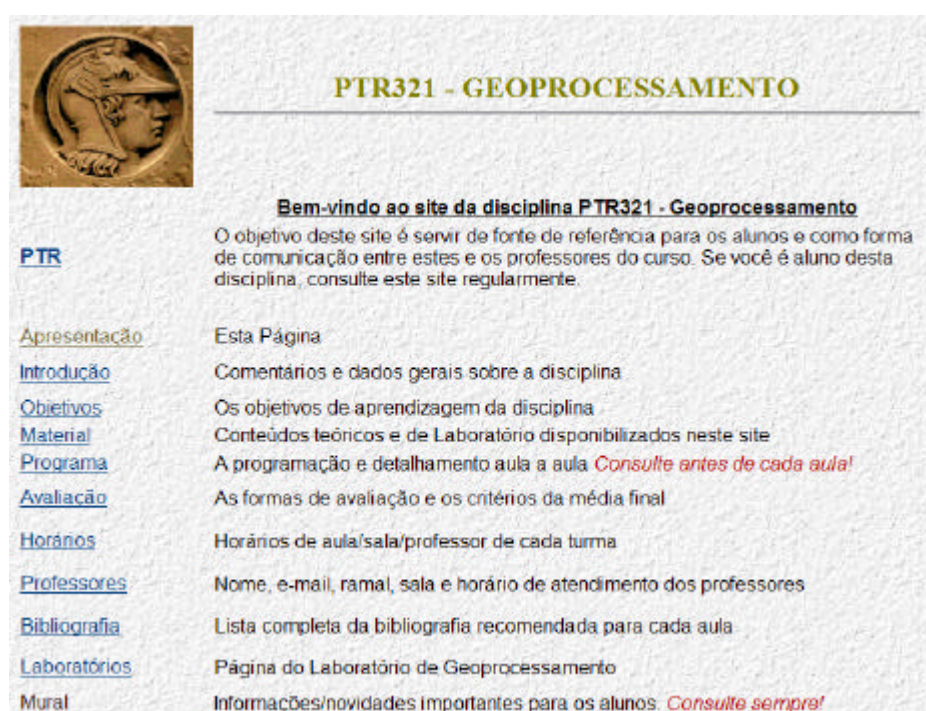 PTR321 - GEOPROCESSAMENTO
Bem-vindo ao site da disciplina PTR321 - Geoprocessamento
PTR
O objetivo deste site é servir de fonte de referência para os alunos e como forma
de comunicação entre estes e os professores do curso. Se você é aluno desta
disciplina, consulte este site regularmente.
Apresentação Esta Página
Introdução Comentários e dados gerais sobre a disciplina
Objetivos Os objetivos de aprendizagem da disciplina
Material Conteúdos teóricos e de Laboratório disponibilizados neste site
Programa A programação e detalhamento aula a aula Consulte antes de cada aula!
Avaliação As formas de avaliação e os critérios da média final
Horários Horários de aula/sala/professor de cada turma
Professores Nome, e-mail, ramal, sala e horário de atendimento dos professores
Bibliografia Lista completa da bibliografia recomendada para cada aula
Laboratórios Página do Laboratório de Geoprocessamento
Mural Informações/novidades importantes para os alunos. Consulte sempre!